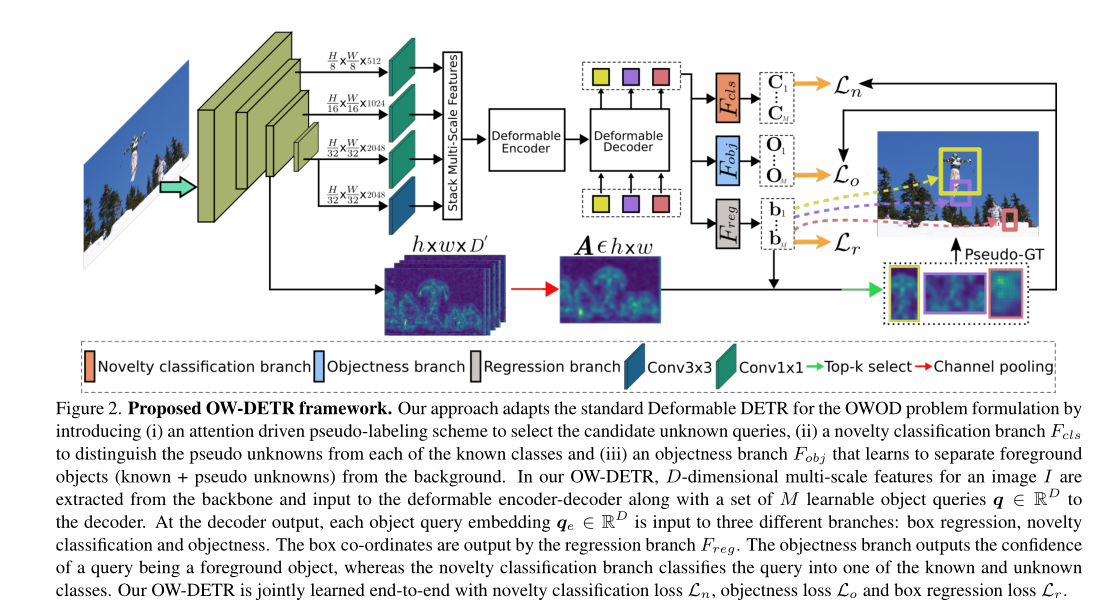 H/8 x W/8 x512
H/16 x W/16 x1024
H/32 x W/32 x2048
H/32 x W/32 x2048
Stack Multi-Scale Features
Deformable
Encoder
Deformable
Decoder
F_cls
F_obj
F_reg
C_1
C_M
O_1
O_M
b_1
b_M
ℒ_n
ℒ_o
ℒ_r
h x w x D′
A ϵ h x w
Pseudo-GT
Novelty classification branch Objectness branch Regression branch Conv3x3 Conv1x1 Top-k select Channel pooling
Figure 2. Proposed OW-DETR framework. Our approach adapts the standard Deformable DETR for the OWOD problem formulation by
introducing (i) an attention driven pseudo-labeling scheme to select the candidate unknown queries, (ii) a novelty classification branch F_cls
to distinguish the pseudo unknowns from each of the known classes and (iii) an objectness branch F_obj that learns to separate foreground
objects (known + pseudo unknowns) from the background. In our OW-DETR, D-dimensional multi-scale features for an image I are
extracted from the backbone and input to the deformable encoder-decoder along with a set of M learnable object queries q ∈ ℝ^D to
the decoder. At the decoder output, each object query embedding q_e ∈ ℝ^D is input to three different branches: box regression, novelty
classification and objectness. The box co-ordinates are output by the regression branch F_reg. The objectness branch outputs the confidence
of a query being a foreground object, whereas the novelty classification branch classifies the query into one of the known and unknown
classes. Our OW-DETR is jointly learned end-to-end with novelty classification loss ℒ_n, objectness loss ℒ_o and box regression loss ℒ_r.